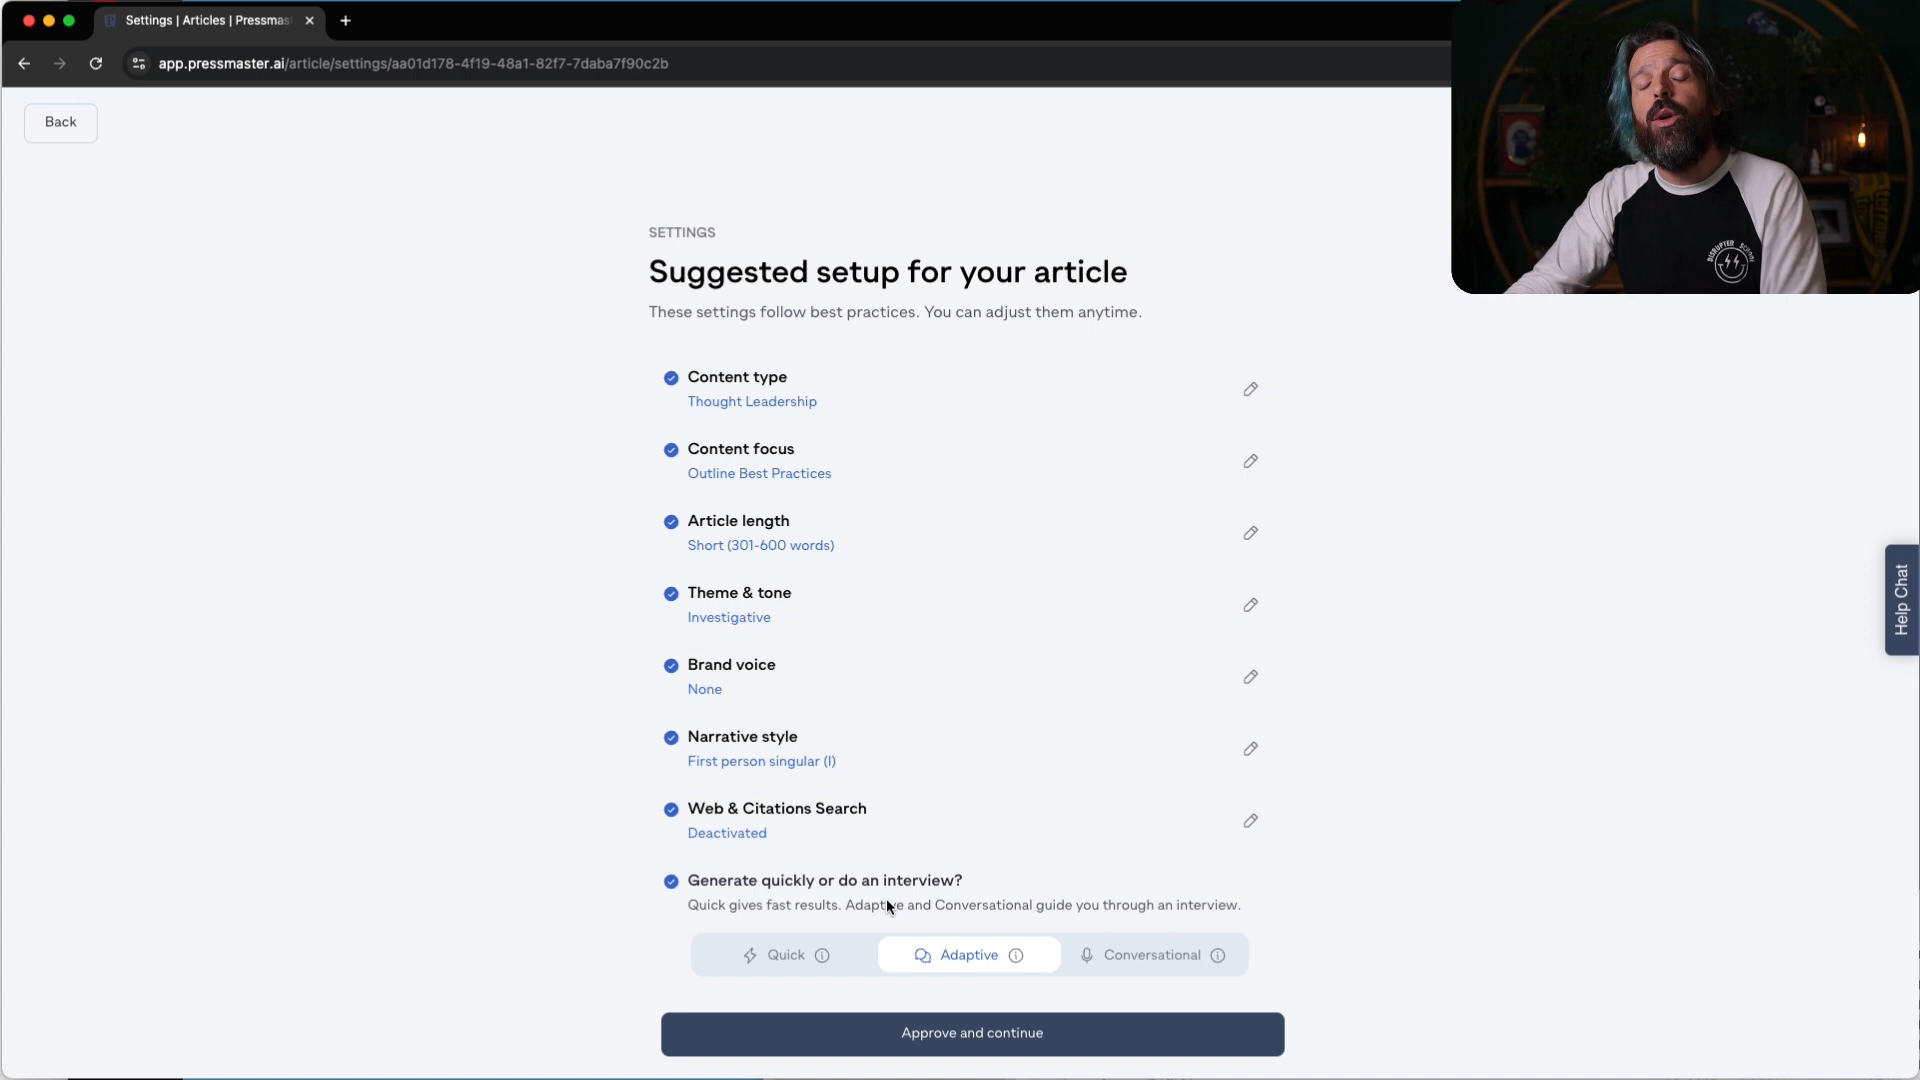 Settings | Articles | Pressmas
app.pressmaster.ai/article/settings/aa01d178-4f19-48a1-82f7-7daba7f90c2b
Back
SETTINGS
Suggested setup for your article
These settings follow best practices. You can adjust them anytime.
Content type
Thought Leadership
Content focus
Outline Best Practices
Article length
Short (301-600 words)
Theme & tone
Investigative
Brand voice
None
Narrative style
First person singular (I)
Web & Citations Search
Deactivated
Generate quickly or do an interview?
Quick gives fast results. Adaptive and Conversational guide you through an interview.
Quick
Adaptive
Conversational
Approve and continue
Help Chat
DISRUPTER SCHOOL